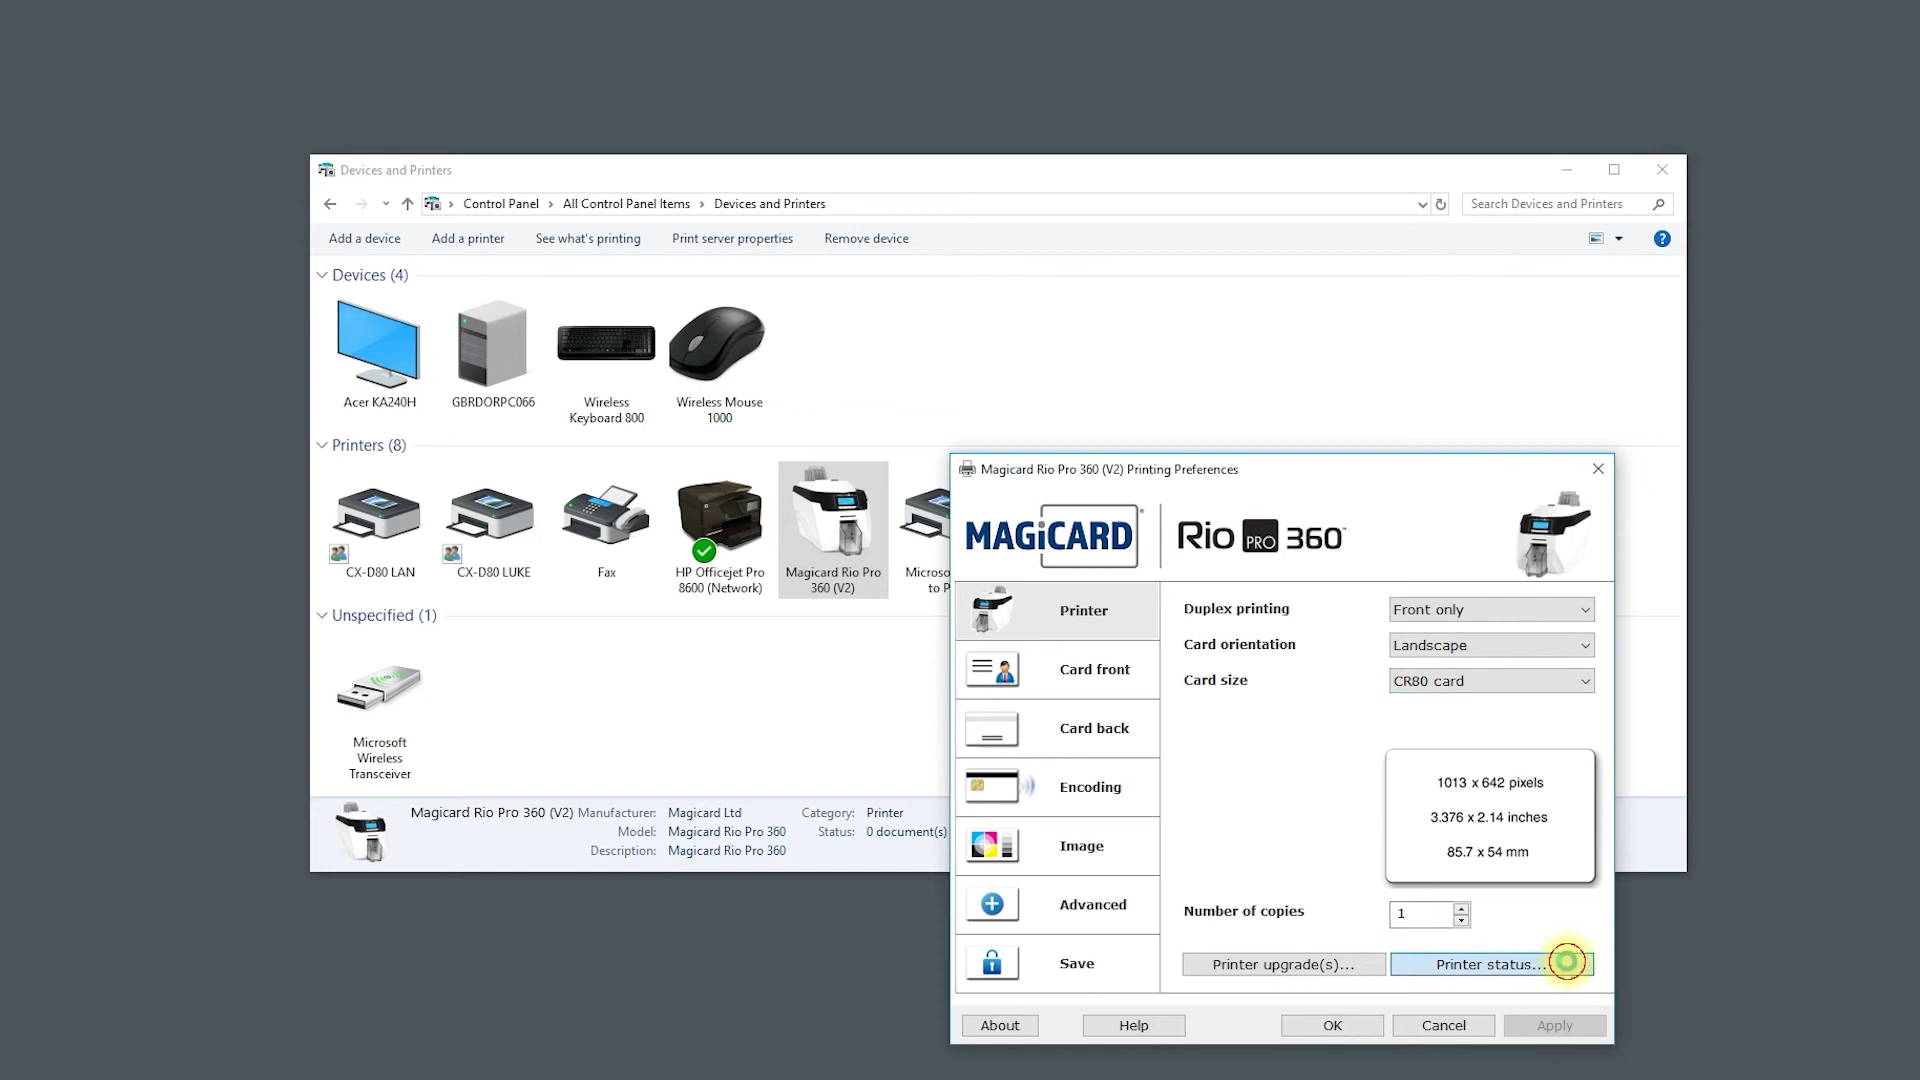 Devices and Printers
Control Panel > All Control Panel Items > Devices and Printers
Search Devices and Printers
Add a device
Add a printer
See what's printing
Print server properties
Remove device
?
Devices (4)
Acer KA240H
GBRDORPC066
Wireless
Keyboard 800
Wireless Mouse
1000
Printers (8)
CX-D80 LAN
CX-D80 LUKE
Fax
HP Officejet Pro
8600 (Network)
Magicard Rio Pro
360 (V2)
Microso
to P
Unspecified (1)
Microsoft
Wireless
Transceiver
Magicard Rio Pro 360 (V2)
Manufacturer: Magicard Ltd
Model: Magicard Rio Pro 360
Description: Magicard Rio Pro 360
Category: Printer
Status: 0 document(s)
Magicard Rio Pro 360 (V2) Printing Preferences
MAGiCARD
Rio PRO 360™
Printer
Card front
Card back
Encoding
Image
Advanced
Save
Duplex printing
Front only
Card orientation
Landscape
Card size
CR80 card
1013 x 642 pixels
3.376 x 2.14 inches
85.7 x 54 mm
Number of copies
1
Printer upgrade(s)...
Printer status...
About
Help
OK
Cancel
Apply